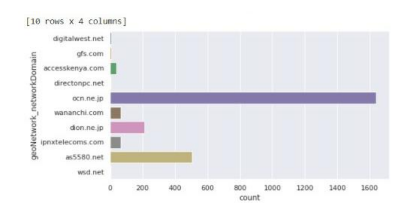 [10 rows x 4 columns]
digitalwest.net
gfs.com
accesskenya.com
directonpc.net
ocn.ne.jp
wananchi.com
dion.ne.jp
ipnxtelecoms.com
as5580.net
wsd.net
geoNetwork_networkDomain
0 200 400 600 800 1000 1200 1400 1600
count